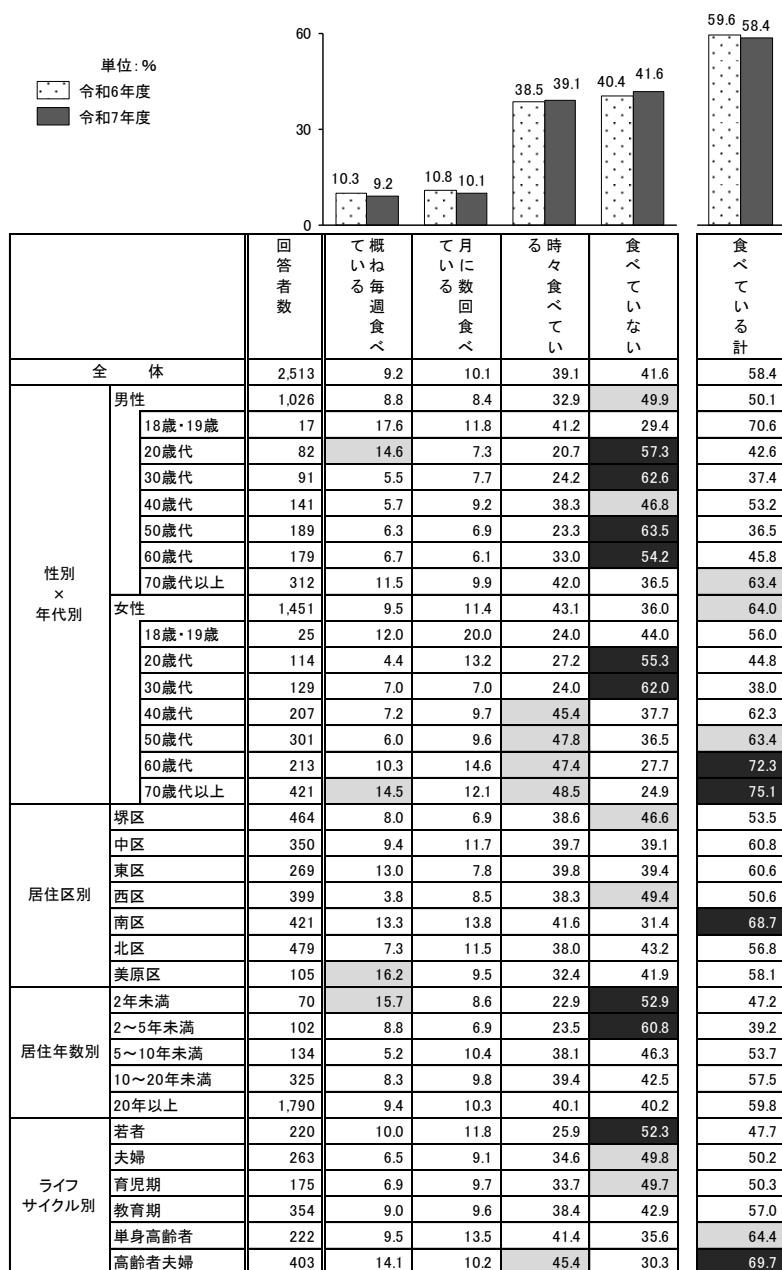 単位：％
令和6年度
令和7年度
60
30
0
10.3 9.2
10.8 10.1
38.5 39.1
40.4 41.6
59.6 58.4
回答者数 概ね毎週食べている 月に数回食べている 時々食べている 食べていない 食べている計
全 体 2,513 9.2 10.1 39.1 41.6 58.4
性別×年代別
男性 1,026 8.8 8.4 32.9 49.9 50.1
18歳・19歳 17 17.6 11.8 41.2 29.4 70.6
20歳代 82 14.6 7.3 20.7 57.3 42.6
30歳代 91 5.5 7.7 24.2 62.6 37.4
40歳代 141 5.7 9.2 38.3 46.8 53.2
50歳代 189 6.3 6.9 23.3 63.5 36.5
60歳代 179 6.7 6.1 33.0 54.2 45.8
70歳代以上 312 11.5 9.9 42.0 36.5 63.4
女性 1,451 9.5 11.4 43.1 36.0 64.0
18歳・19歳 25 12.0 20.0 24.0 44.0 56.0
20歳代 114 4.4 13.2 27.2 55.3 44.8
30歳代 129 7.0 7.0 24.0 62.0 38.0
40歳代 207 7.2 9.7 45.4 37.7 62.3
50歳代 301 6.0 9.6 47.8 36.5 63.4
60歳代 213 10.3 14.6 47.4 27.7 72.3
70歳代以上 421 14.5 12.1 48.5 24.9 75.1
居住区別
堺区 464 8.0 6.9 38.6 46.6 53.5
中区 350 9.4 11.7 39.7 39.1 60.8
東区 269 13.0 7.8 39.8 39.4 60.6
西区 399 3.8 8.5 38.3 49.4 50.6
南区 421 13.3 13.8 41.6 31.4 68.7
北区 479 7.3 11.5 38.0 43.2 56.8
美原区 105 16.2 9.5 32.4 41.9 58.1
居住年数別
2年未満 70 15.7 8.6 22.9 52.9 47.2
2～5年未満 102 8.8 6.9 23.5 60.8 39.2
5～10年未満 134 5.2 10.4 38.1 46.3 53.7
10～20年未満 325 8.3 9.8 39.4 42.5 57.5
20年以上 1,790 9.4 10.3 40.1 40.2 59.8
ライフサイクル別
若者 220 10.0 11.8 25.9 52.3 47.7
夫婦 263 6.5 9.1 34.6 49.8 50.2
育児期 175 6.9 9.7 33.7 49.7 50.3
教育期 354 9.0 9.6 38.4 42.9 57.0
単身高齢者 222 9.5 13.5 41.4 35.6 64.4
高齢者夫婦 403 14.1 10.2 45.4 30.3 69.7